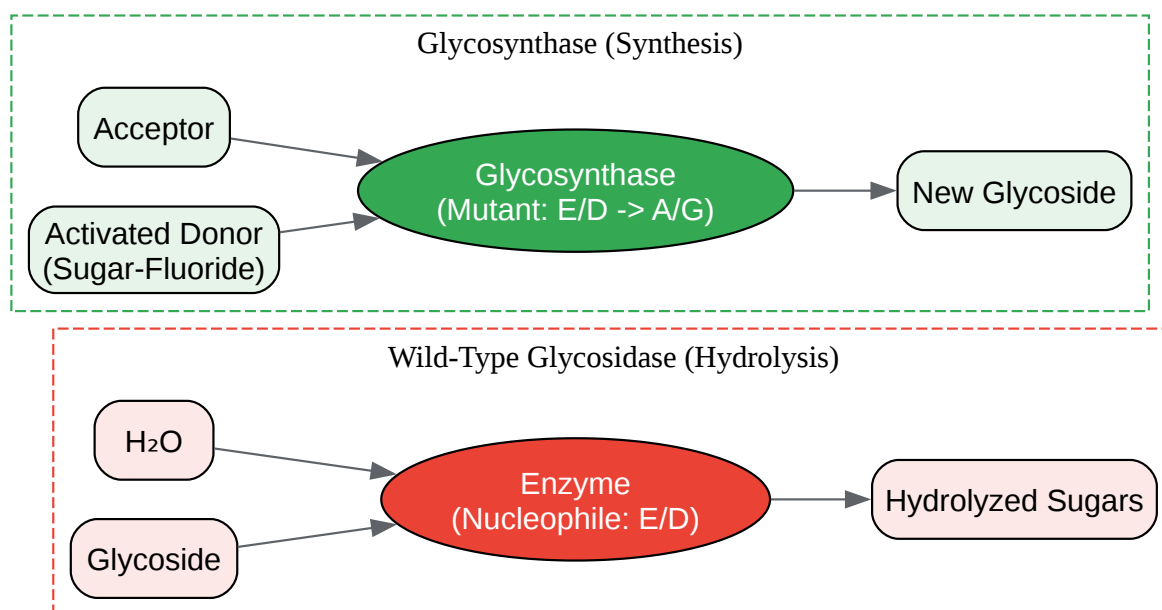 Glycosynthase (Synthesis)
Acceptor
Activated Donor
(Sugar-Fluoride)
Glycosynthase
(Mutant: E/D -> A/G)
New Glycoside
Wild-Type Glycosidase (Hydrolysis)
H₂O
Glycoside
Enzyme
(Nucleophile: E/D)
Hydrolyzed Sugars